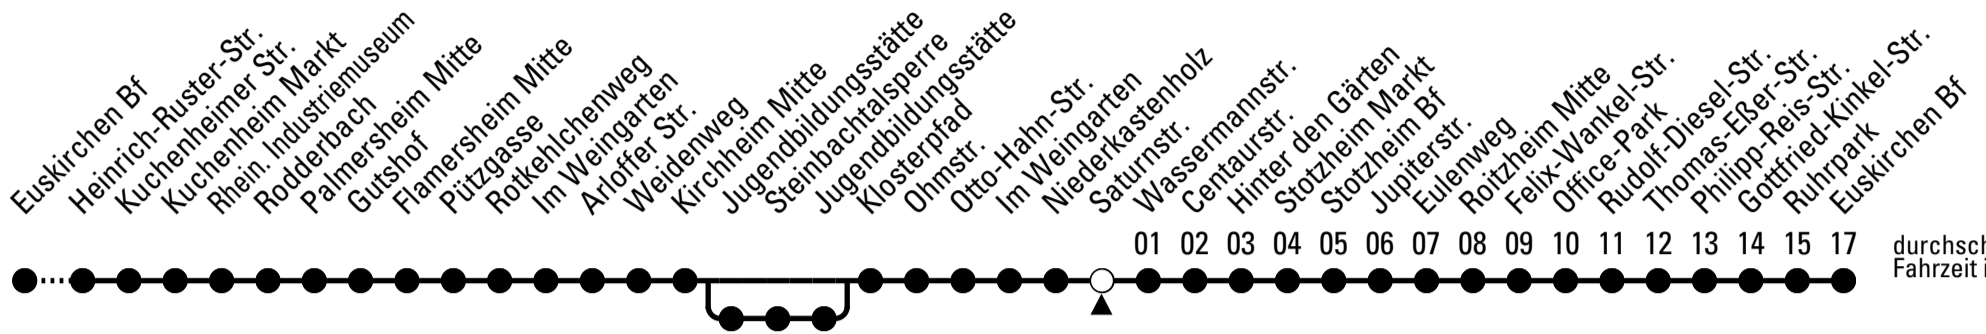 Euskirchen Bf
Heinrich-Ruster-Str.
Kuchenheimer Str.
Kuchenheim Markt
Rhein. Industriemuseum
Rodderbach
Palmersheim Mitte
Gutshof
Flamersheim Mitte
Pützgasse
Rotkehlchenweg
Im Weingarten
Arloffer Str.
Weidenweg
Kirchheim Mitte
Jugendbildungsstätte
Steinbachtalsperre
Jugendbildungsstätte
Klosterpfad
Ohmstr.
Otto-Hahn-Str.
Im Weingarten
Niederkastenholz
Saturnstr.
Wassermannstr.
Centaurstr.
Hinter den Gärten
Stotzheim Markt
Stotzheim Bf
Jupiterstr.
Eulenweg
Roitzheim Mitte
Felix-Wankel-Str.
Office-Park
Rudolf-Diesel-Str.
Thomas-Eßer-Str.
Philipp-Reis-Str.
Gottfried-Kinkel-Str.
Ruhrpark
Euskirchen Bf
01 02 03 04 05 06 07 08 09 10 11 12 13 14 15 17
durchsch
Fahrzeit i